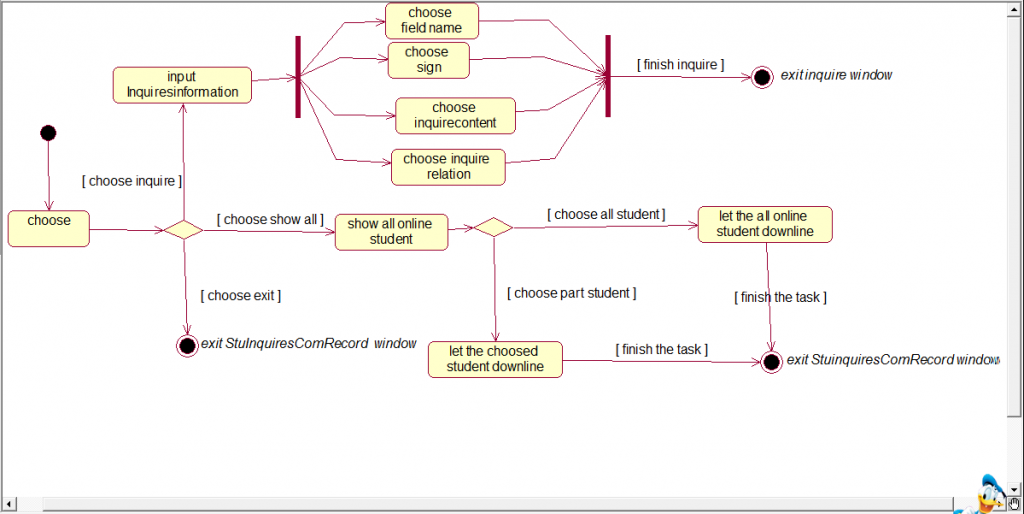 choose
field name
choose
sign
[ finish inquire ]
exit inquire window
input
Inquiresinformation
choose
inquirecontent
choose inquire
relation
[ choose inquire ]
choose
[ choose show all ]
show all online
student
[ choose all student ]
let the all online
student downline
[ choose exit ]
[ choose part student ]
[ finish the task ]
exit StuInquiresComRecord window
let the choosed
student downline
[ finish the task ]
exit StuinquiresComRecord window